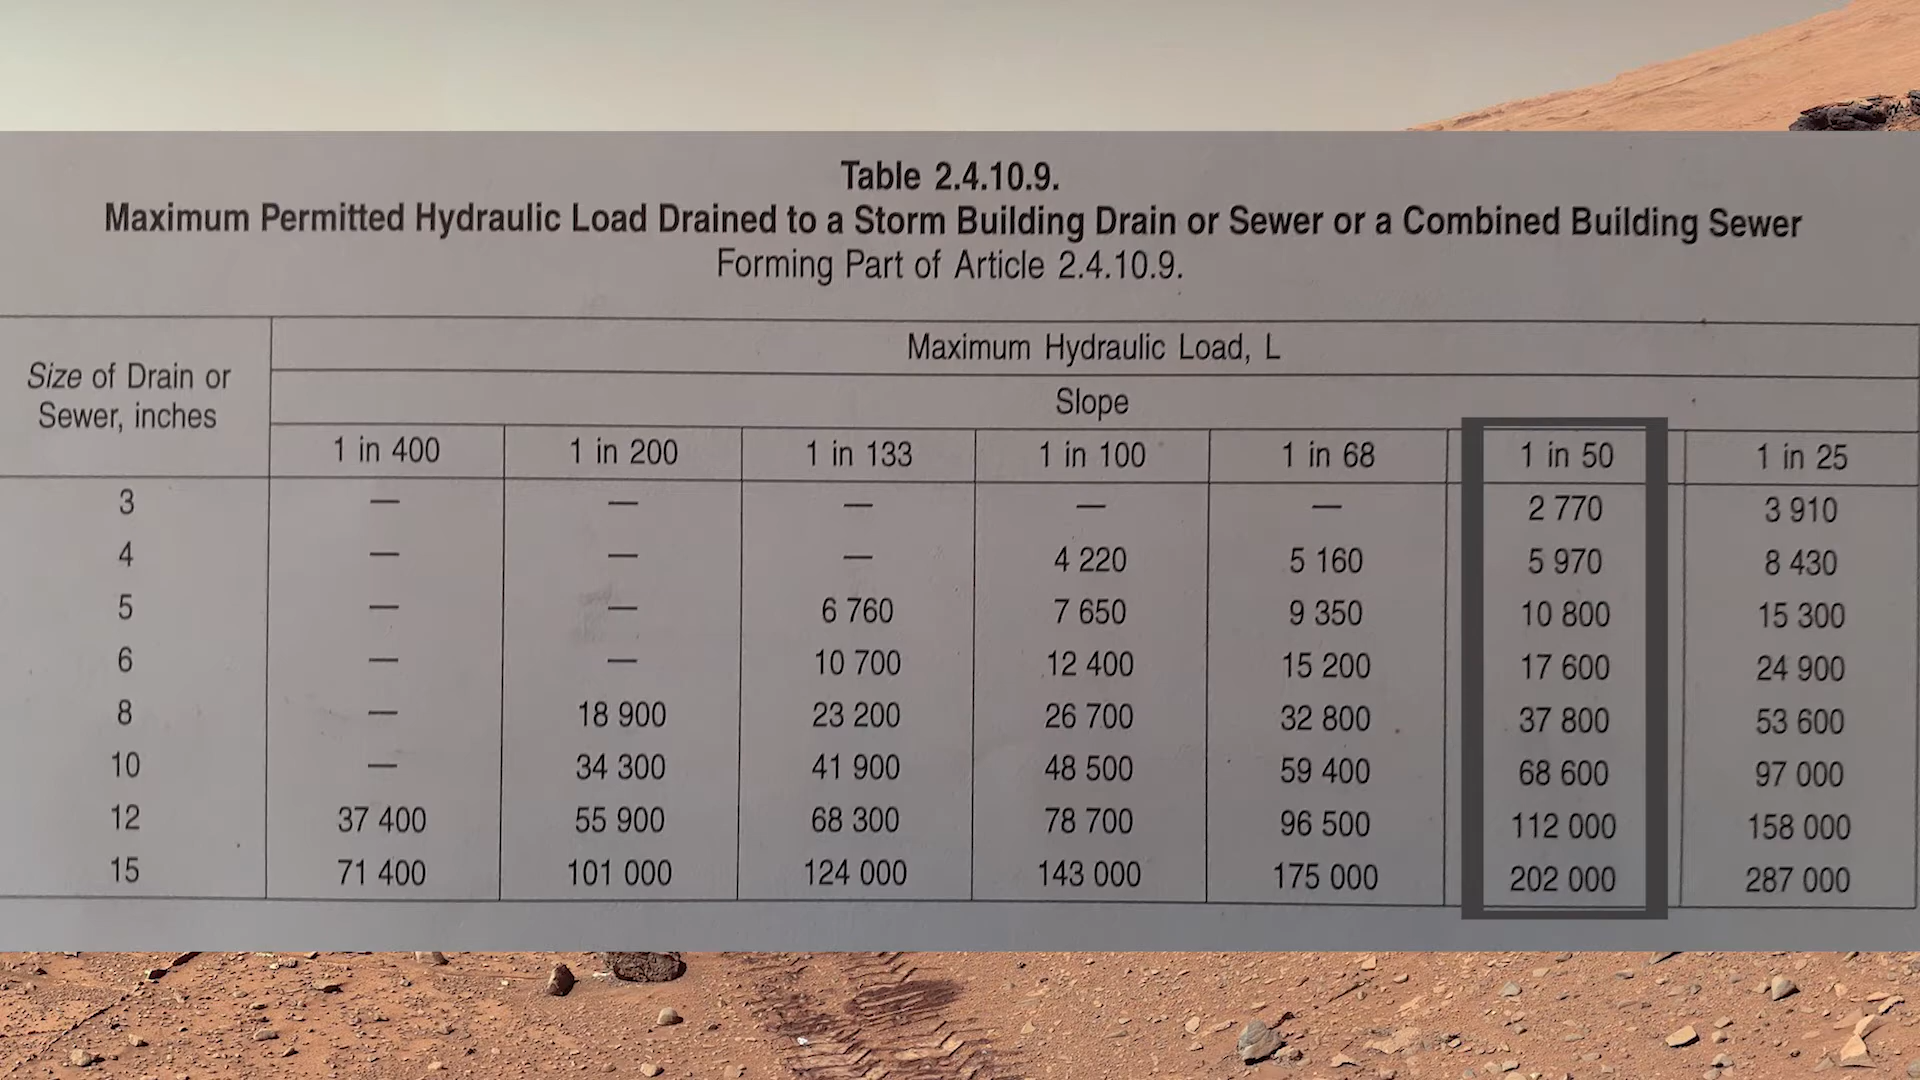 Table 2.4.10.9.
Maximum Permitted Hydraulic Load Drained to a Storm Building Drain or Sewer or a Combined Building Sewer
Forming Part of Article 2.4.10.9.
Size of Drain or
Sewer, inches
Maximum Hydraulic Load, L
Slope
1 in 400 1 in 200 1 in 133 1 in 100 1 in 68 1 in 50 1 in 25
3 — — — — — 2 770 3 910
4 — — — 4 220 5 160 5 970 8 430
5 — — 6 760 7 650 9 350 10 800 15 300
6 — — 10 700 12 400 15 200 17 600 24 900
8 — 18 900 23 200 26 700 32 800 37 800 53 600
10 — 34 300 41 900 48 500 59 400 68 600 97 000
12 37 400 55 900 68 300 78 700 96 500 112 000 158 000
15 71 400 101 000 124 000 143 000 175 000 202 000 287 000